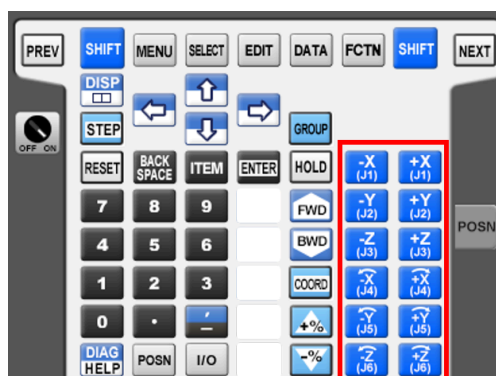 PREV SHIFT MENU SELECT EDIT DATA FCTN SHIFT NEXT
DISP
STEP GROUP
OFF ON
RESET BACK SPACE ITEM ENTER HOLD -X (J1) +X (J1)
7 8 9 FWD -Y (J2) +Y (J2)
4 5 6 BWD -Z (J3) +Z (J3)
POSN
1 2 3 COORD -X (J4) +X (J4)
0 . ,- +% -Y (J5) +Y (J5)
DIAG HELP POSN I/O -% -Z (J6) +Z (J6)